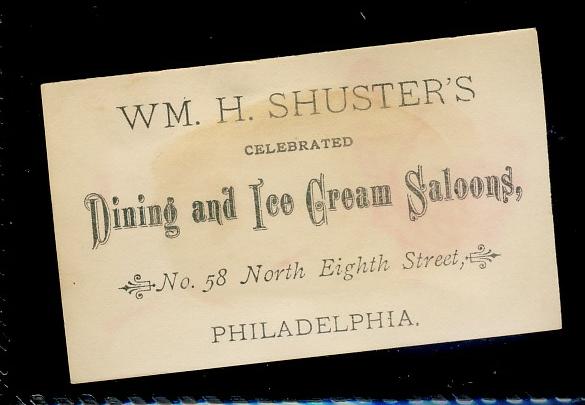 WM. H. SHUSTER'S
CELEBRATED
Dining and Ice Cream Saloons,
No. 58 North Eighth Street,
PHILADELPHIA.